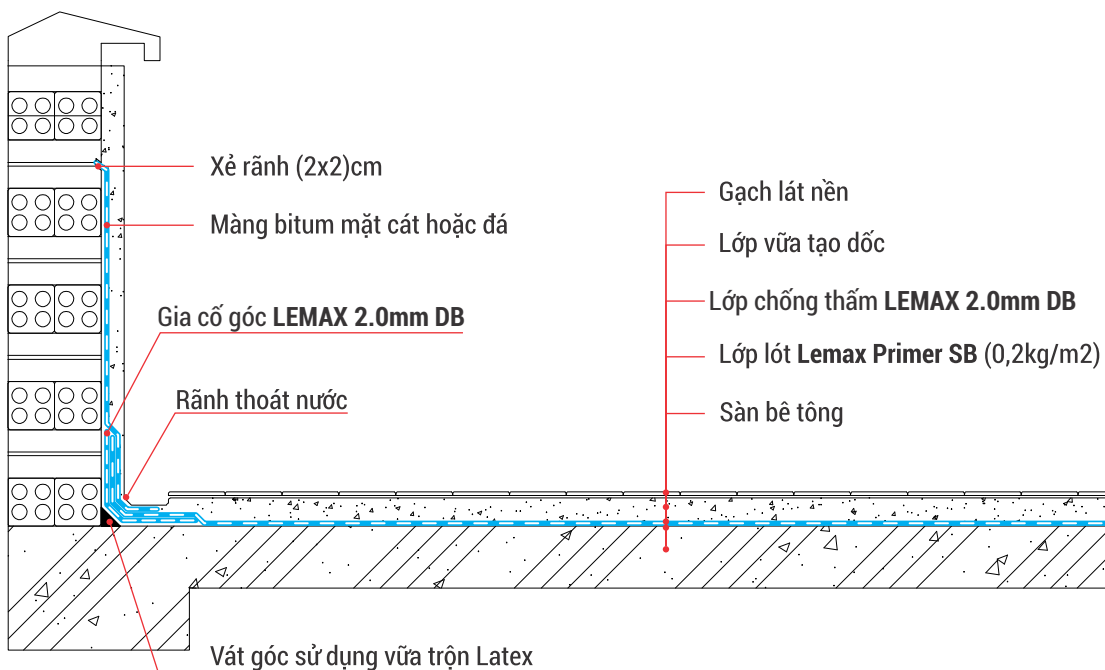 Xẻ rãnh (2x2)cm
Màng bitum mặt cát hoặc đá
Gia cố góc LEMAX 2.0mm DB
Rãnh thoát nước
Gạch lát nền
Lớp vữa tạo dốc
Lớp chống thấm LEMAX 2.0mm DB
Lớp lót Lemax Primer SB (0,2kg/m2)
Sàn bê tông
Vát góc sử dụng vữa trộn Latex